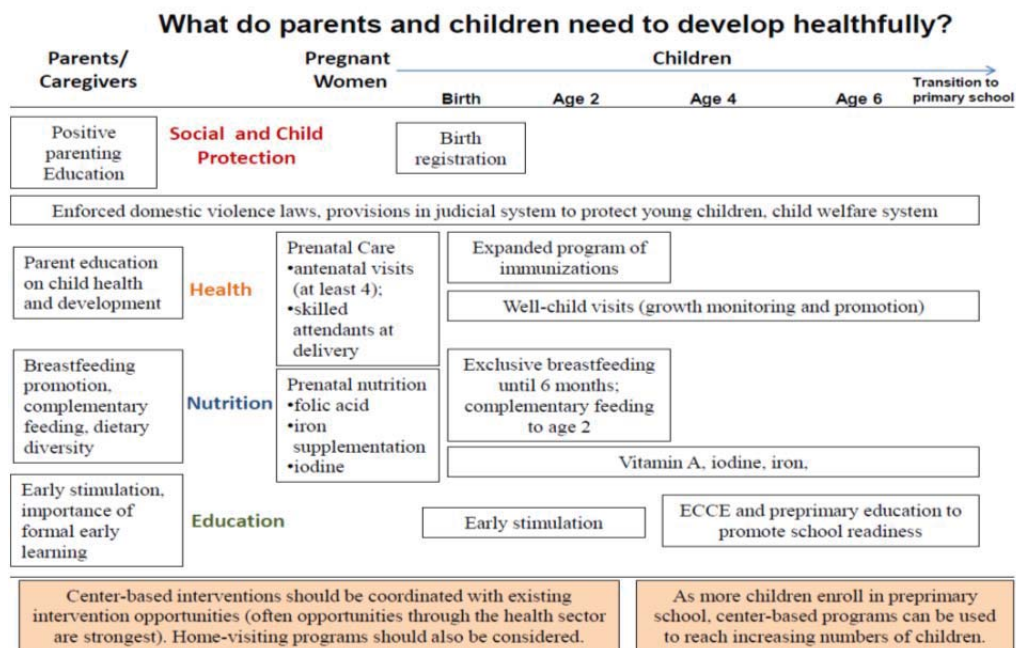 What do parents and children need to develop healthfully?
Parents/
Caregivers
Pregnant
Women
Children
Birth
Age 2
Age 4
Age 6
Transition to
primary school
Positive
parenting
Education
Social and Child
Protection
Birth
registration
Enforced domestic violence laws, provisions in judicial system to protect young children, child welfare system
Parent education
on child health
and development
Health
Prenatal Care
•antenatal visits
(at least 4);
•skilled
attendants at
delivery
Expanded program of
immunizations
Well-child visits (growth monitoring and promotion)
Breastfeeding
promotion,
complementary
feeding, dietary
diversity
Nutrition
Prenatal nutrition
•folic acid
•iron
supplementation
•iodine
Exclusive breastfeeding
until 6 months;
complementary feeding
to age 2
Vitamin A, iodine, iron,
Early stimulation,
importance of
formal early
learning
Education
Early stimulation
ECCE and preprimary education to
promote school readiness
Center-based interventions should be coordinated with existing
intervention opportunities (often opportunities through the health sector
are strongest). Home-visiting programs should also be considered.
As more children enroll in preprimary
school, center-based programs can be used
to reach increasing numbers of children.